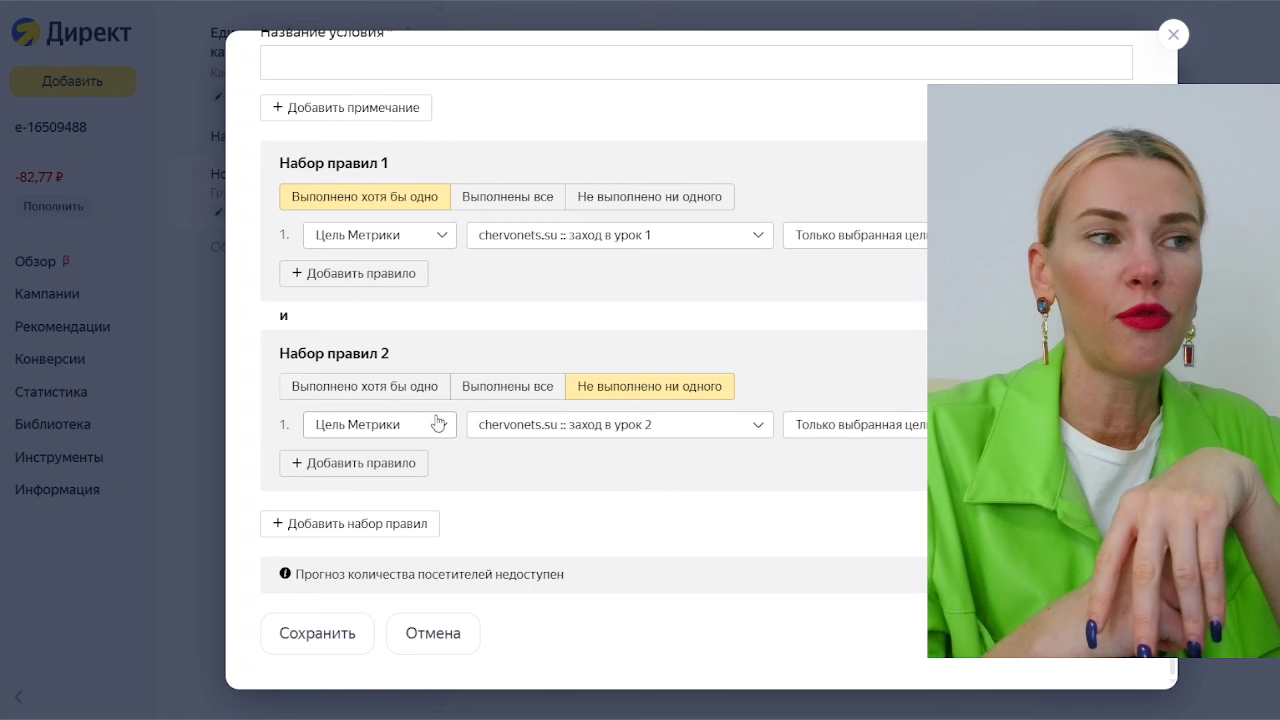 Директ
Добавить
e-16509488
-82,77 ₽
Пополнить
Обзор β
Кампании
Рекомендации
Конверсии
Статистика
Библиотека
Инструменты
Информация
Название условия
+ Добавить примечание
Набор правил 1
Выполнено хотя бы одно
Выполнены все
Не выполнено ни одного
1.
Цель Метрики
chervonets.su :: заход в урок 1
Только выбранная цель
+ Добавить правило
и
Набор правил 2
Выполнено хотя бы одно
Выполнены все
Не выполнено ни одного
1.
Цель Метрики
chervonets.su :: заход в урок 2
Только выбранная цель
+ Добавить правило
+ Добавить набор правил
Прогноз количества посетителей недоступен
Сохранить
Отмена